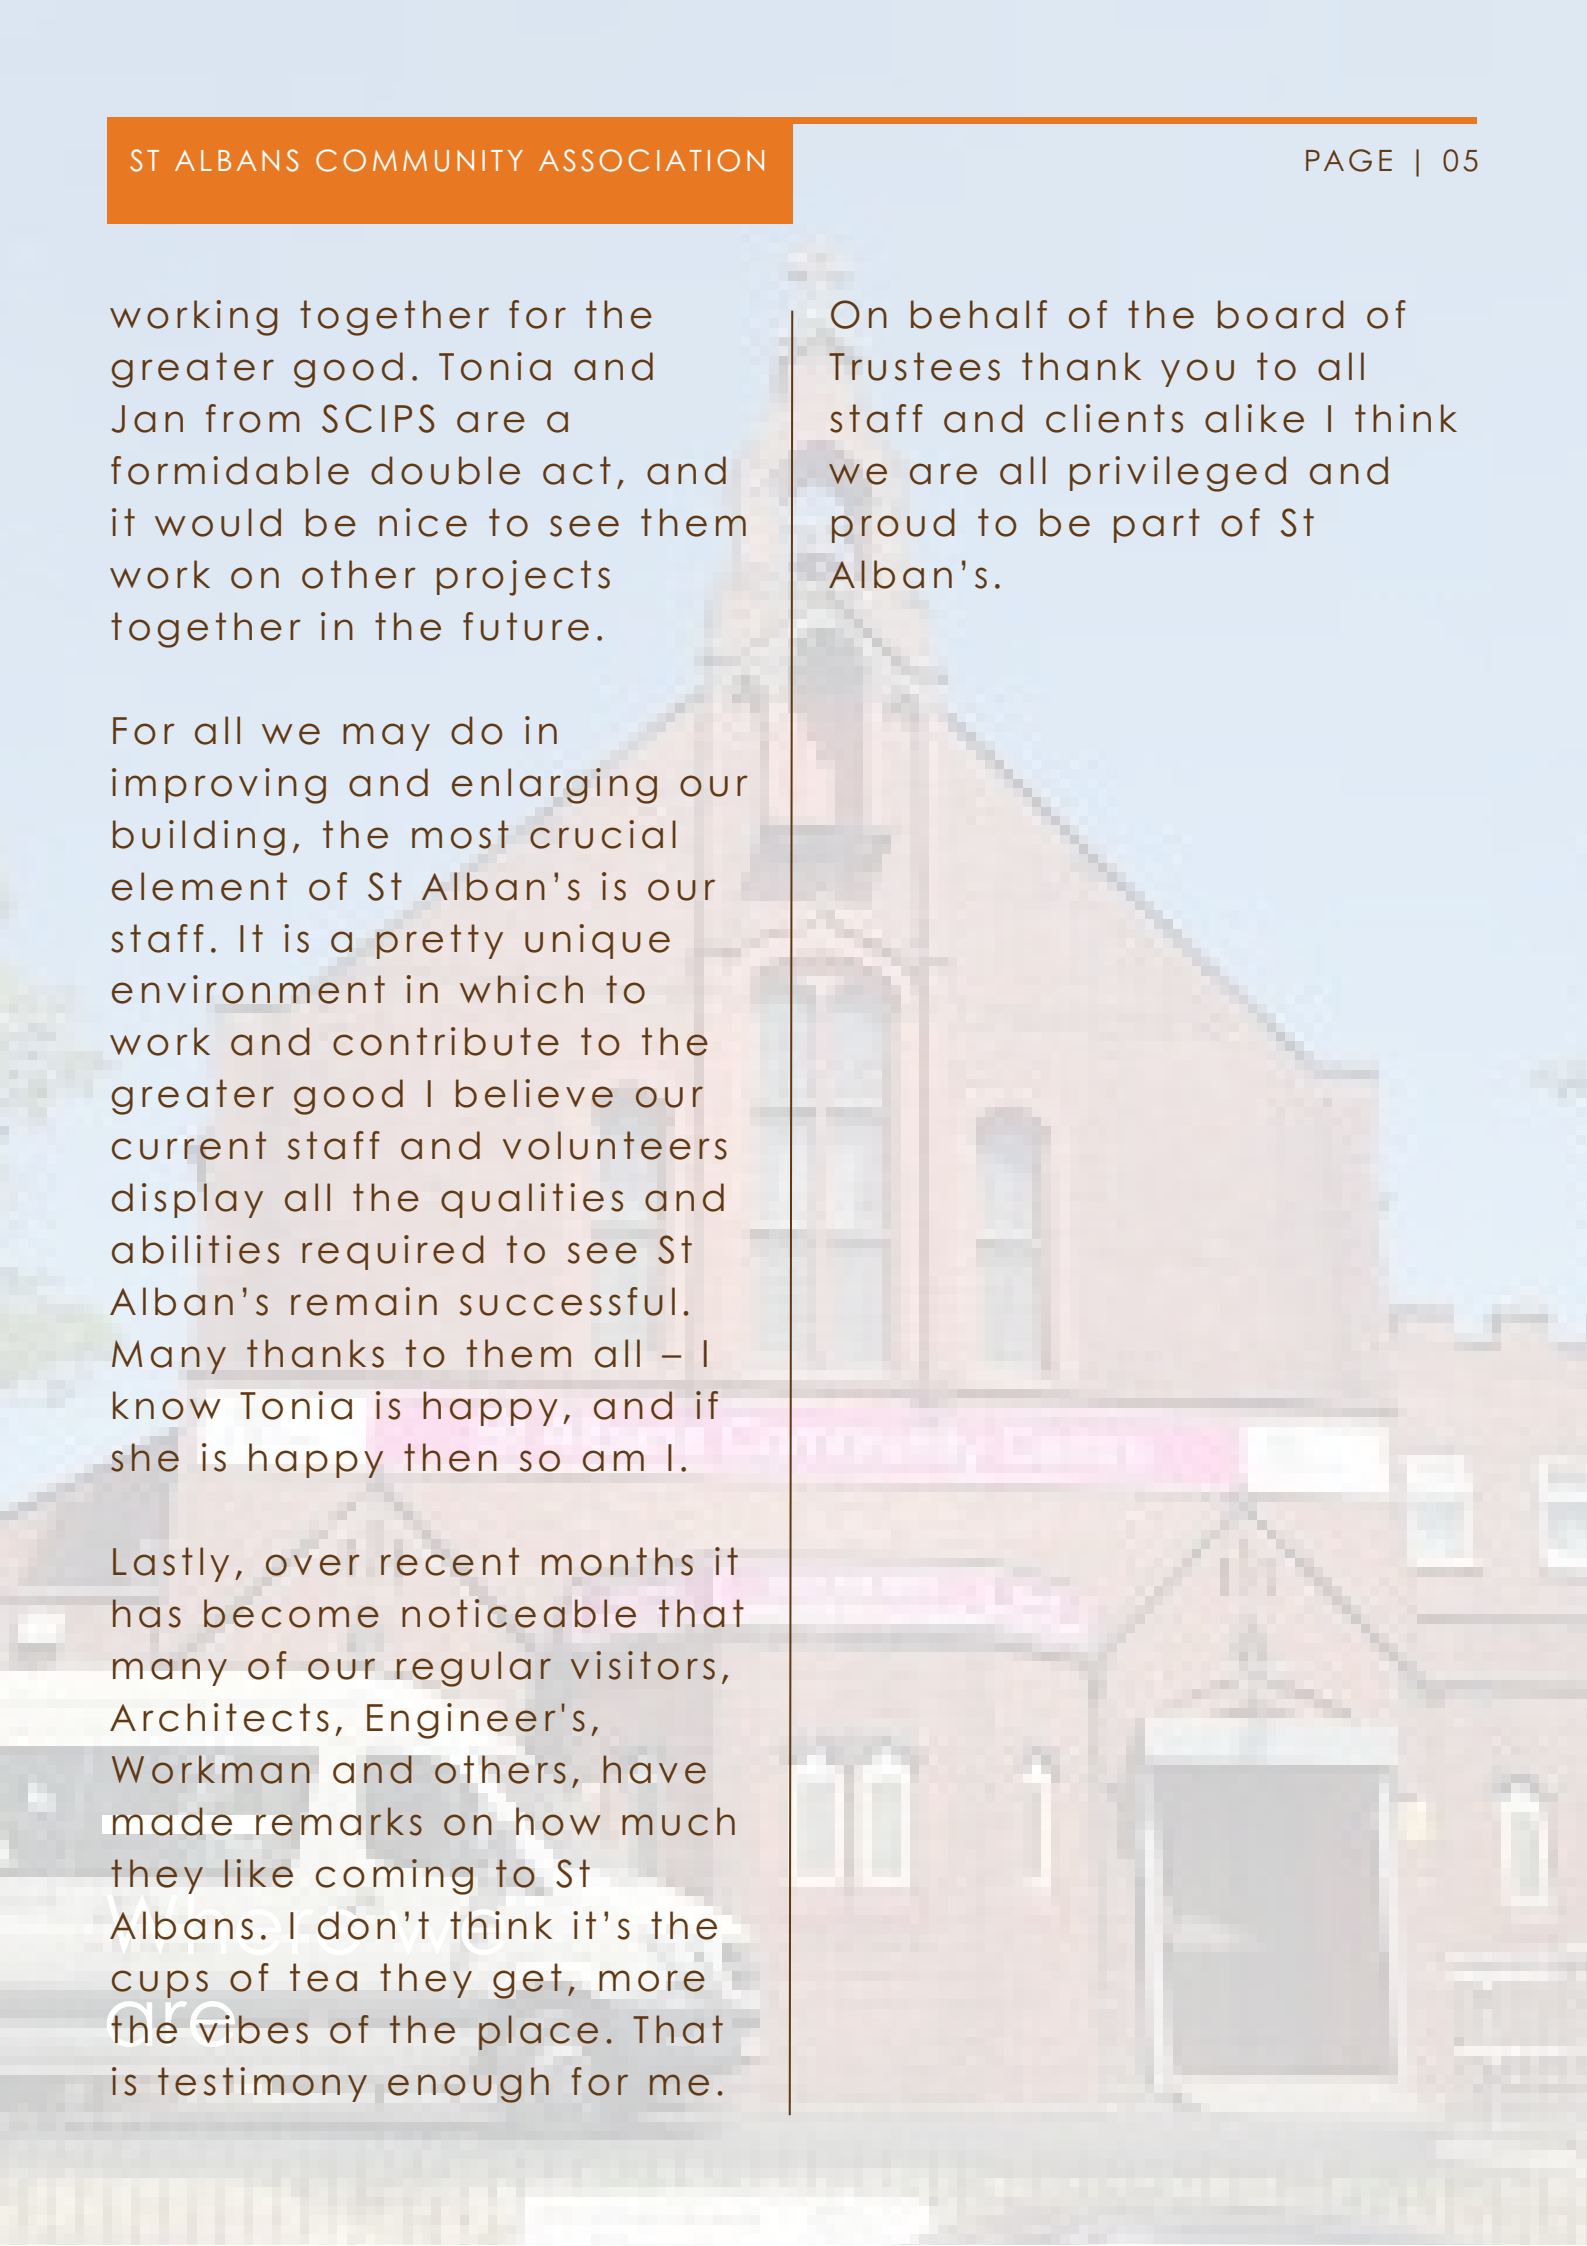 ST ALBANS COMMUNITY ASSOCIATION
PAGE | 05
working together for the
greater good. Tonia and
Jan from SCIPS are a
formidable double act, and
it would be nice to see them
work on other projects
together in the future.
For all we may do in
improving and enlarging our
building, the most crucial
element of St Alban’s is our
staff. It is a pretty unique
environment in which to
work and contribute to the
greater good I believe our
current staff and volunteers
display all the qualities and
abilities required to see St
Alban’s remain successful.
Many thanks to them all – I
know Tonia is happy, and if
she is happy then so am I.
Lastly, over recent months it
has become noticeable that
many of our regular visitors,
Architects, Engineer's,
Workman and others, have
made remarks on how much
they like coming to St
Albans. I don’t think it’s the
cups of tea they get, more
the vibes of the place. That
is testimony enough for me.
Where we
are
On behalf of the board of
Trustees thank you to all
staff and clients alike I think
we are all privileged and
proud to be part of St
Alban’s.